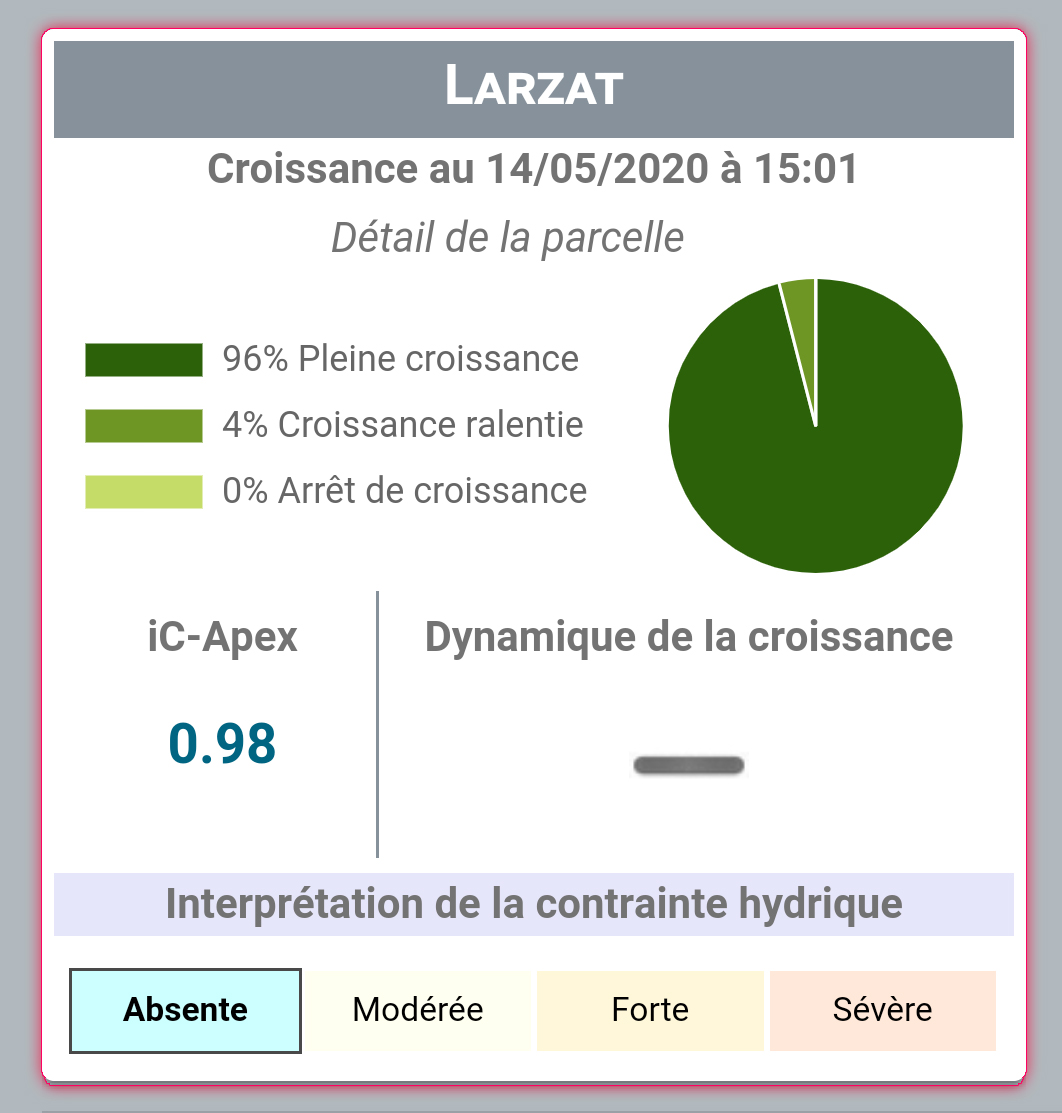 Larzat
Croissance au 14/05/2020 à 15:01
Détail de la parcelle
96% Pleine croissance
4% Croissance ralentie
0% Arrêt de croissance
iC-Apex
0.98
Dynamique de la croissance
Interprétation de la contrainte hydrique
Absente Modérée Forte Sévère